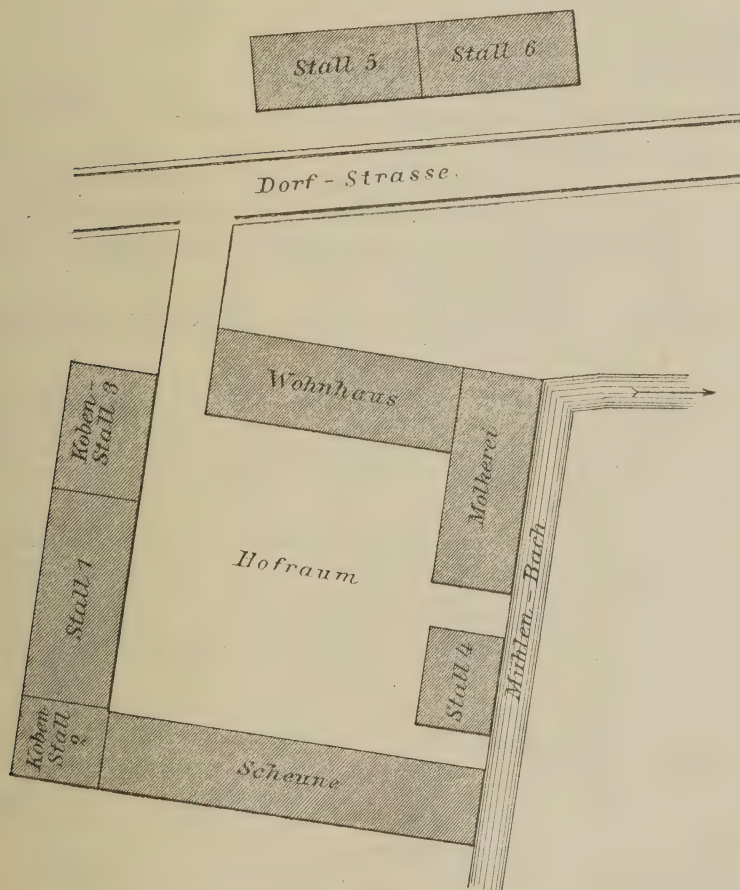 Stall 5
Stall 6
Dorf-Strasse.
Wohnhaus
Koben-
Stall 3
Molkerei
Hofraum
Mühlen-Bach
Stall 1
Stall 4
Koben
Stall
2
Scheune